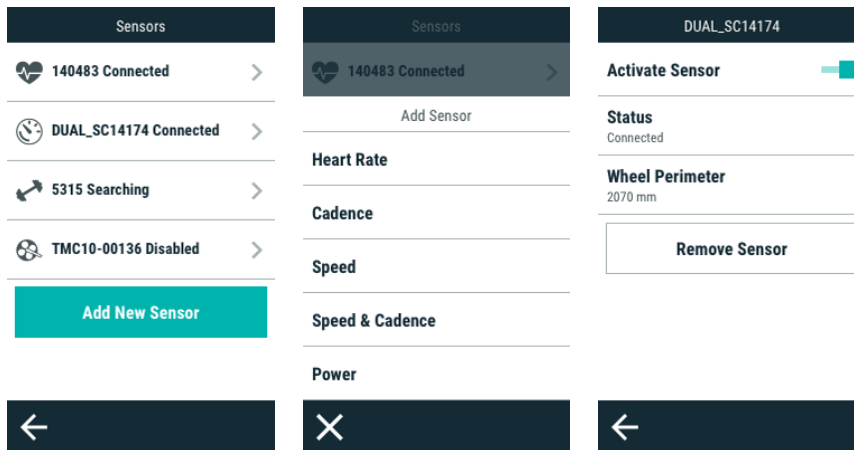 Sensors
140483 Connected
DUAL_SC14174 Connected
5315 Searching
TMC10-00136 Disabled
Add New Sensor
Sensors
140483 Connected
Add Sensor
Heart Rate
Cadence
Speed
Speed & Cadence
Power
DUAL_SC14174
Activate Sensor
Status
Connected
Wheel Perimeter
2070 mm
Remove Sensor